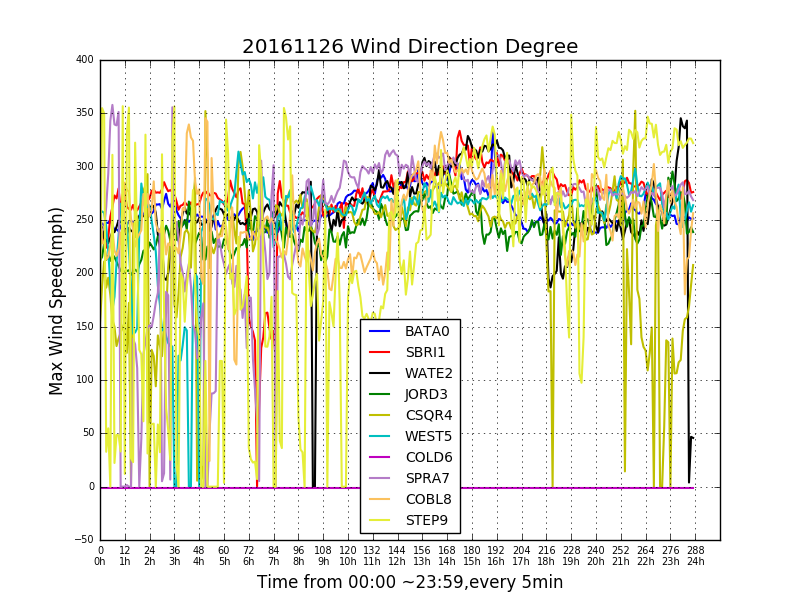 20161126 Wind Direction Degree
Max Wind Speed(mph)
400
350
300
250
200
150
100
50
0
−50
BATA0
SBRI1
WATE2
JORD3
CSQR4
WEST5
COLD6
SPRA7
COBL8
STEP9
0 12 24 36 48 60 72 84 96 108 120 132 144 156 168 180 192 204 216 228 240 252 264 276 288
0h 1h 2h 3h 4h 5h 6h 7h 8h 9h 10h 11h 12h 13h 14h 15h 16h 17h 18h 19h 20h 21h 22h 23h 24h
Time from 00:00 ~23:59,every 5min